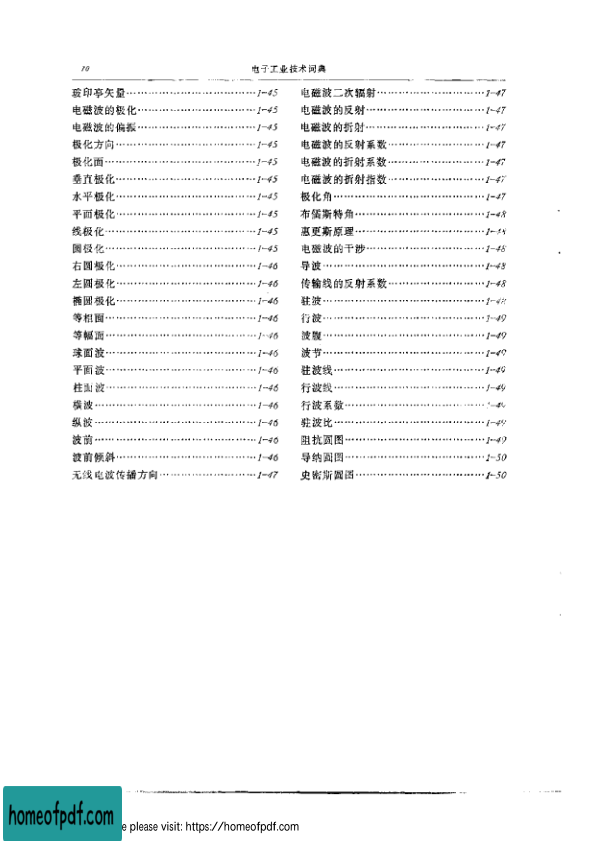 16
电子工业技术词典
玻印亭矢量……1-45
电磁波的极化……1-45
电磁波的偏振……1-45
极化方向……1-45
极化面……1-45
垂直极化……1-45
水平极化……1-45
平面极化……1-45
线极化……1-45
圆极化……1-45
右圆极化……1-46
左圆极化……1-46
椭圆极化……1-46
等相面……1-46
等幅面……1-46
球面波……1-46
平面波……1-46
柱面波……1-46
横波……1-46
纵波……1-46
波前……1-46
波前倾斜……1-46
无线电波传播方向……1-47
电磁波二次辐射……1-47
电磁波的反射……1-47
电磁波的折射……1-47
电磁波的反射系数……1-47
电磁波的折射系数……1-47
电磁波的折射指数……1-47
极化角……1-47
布儒斯特角……1-48
惠更斯原理……1-48
电磁波的干涉……1-48
导波……1-48
传输线的反射系数……1-48
驻波……1-48
行波……1-49
波腹……1-49
波节……1-49
驻波线……1-49
行波线……1-49
行波系数……1-49
驻波比……1-49
阻抗圆图……1-49
导纳圆图……1-50
史密斯圆图……1-50
homeofpdf.com
e please visit: https://homeofpdf.com